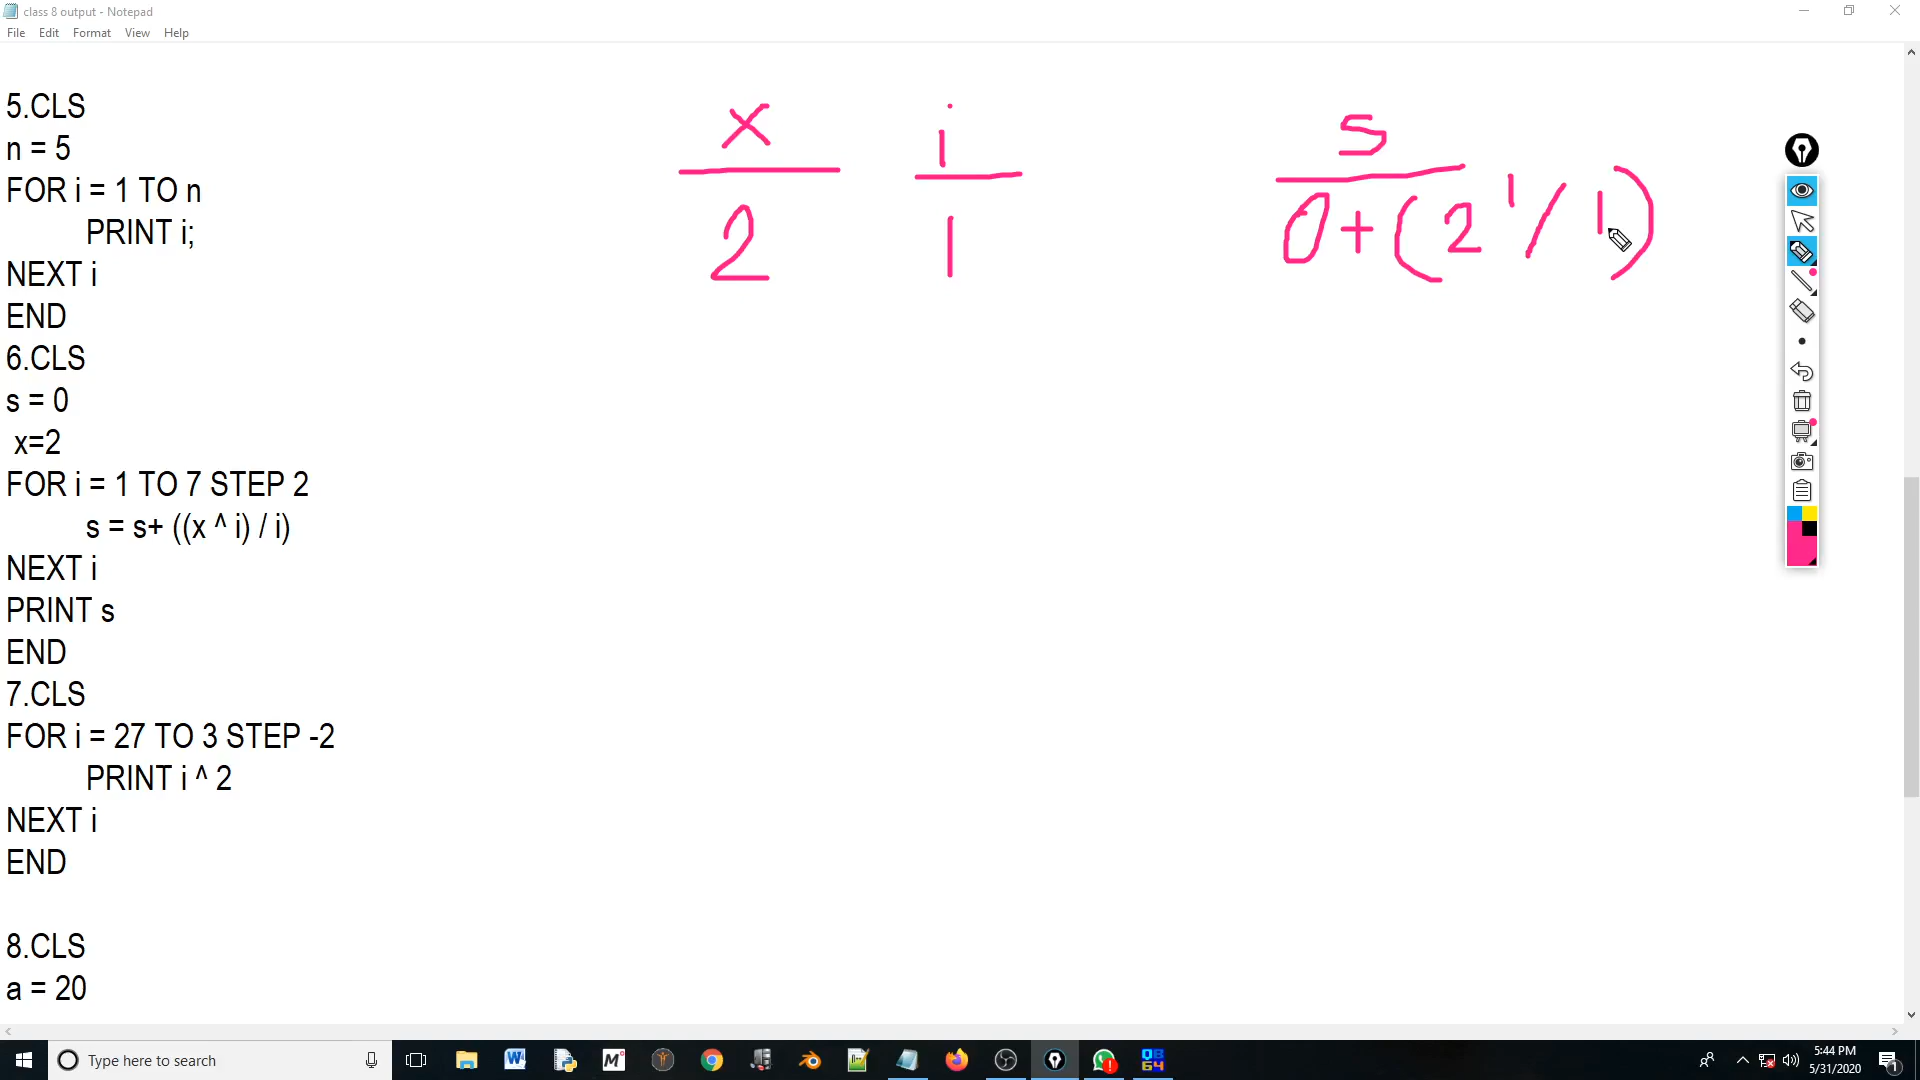 class 8 output - Notepad
File Edit Format View Help
5.CLS
n = 5
FOR i = 1 TO n
PRINT i;
NEXT i
END
6.CLS
s = 0
x=2
FOR i = 1 TO 7 STEP 2
s = s+ ((x ^ i) / i)
NEXT i
PRINT s
END
7.CLS
FOR i = 27 TO 3 STEP -2
PRINT i ^ 2
NEXT i
END
8.CLS
a = 20
x i s
2 1 0+(2¹/1)
Type here to search
5:44 PM
5/31/2020